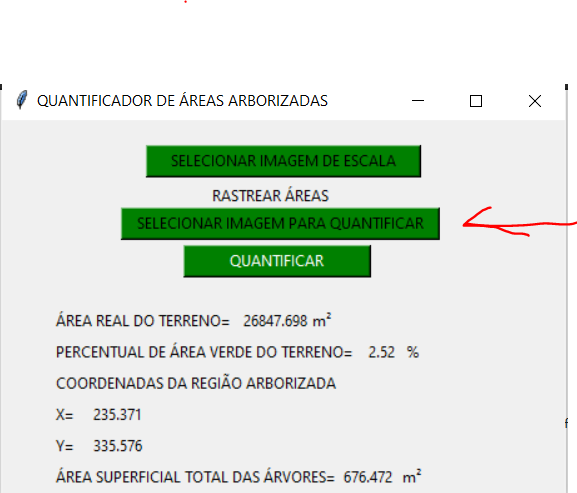 QUANTIFICADOR DE ÁREAS ARBORIZADAS
SELECIONAR IMAGEM DE ESCALA
RASTREAR ÁREAS
SELECIONAR IMAGEM PARA QUANTIFICAR
QUANTIFICAR
ÁREA REAL DO TERRENO= 26847.698 m²
PERCENTUAL DE ÁREA VERDE DO TERRENO= 2.52 %
COORDENADAS DA REGIÃO ARBORIZADA
X= 235.371
Y= 335.576
ÁREA SUPERFICIAL TOTAL DAS ÁRVORES= 676.472 m²